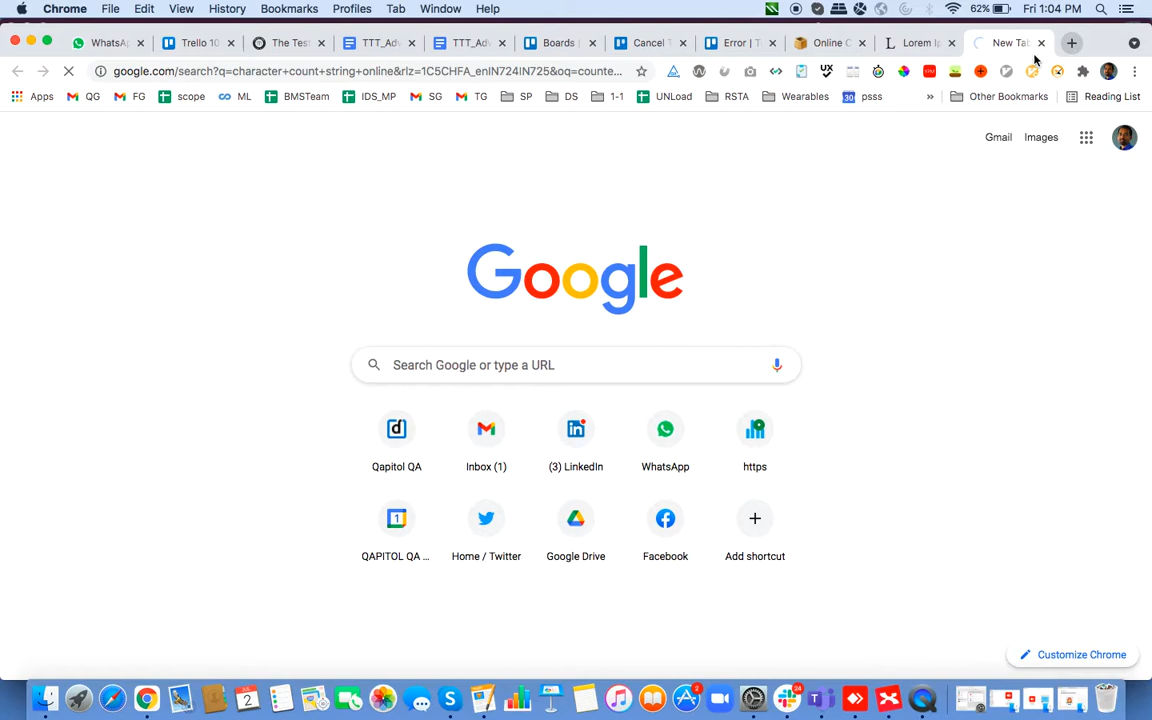 Chrome File Edit View History Bookmarks Profiles Tab Window Help 62% Fri 1:04 PM
WhatsA Trello 10 The Test TTT_Adv TTT_Adv Boards Cancel T Error | T Online C Lorem Ip New Tab
google.com/search?q=character+count+string+online&rlz=1C5CHFA_enIN724IN725&oq=counte...
Apps QG FG scope ML BMSTeam IDS_MP SG TG SP DS 1-1 UNLoad RSTA Wearables 30 psss » Other Bookmarks Reading List
Gmail Images
Google
Search Google or type a URL
Qapitol QA Inbox (1) (3) LinkedIn WhatsApp https
QAPITOL QA ... Home / Twitter Google Drive Facebook Add shortcut
Customize Chrome